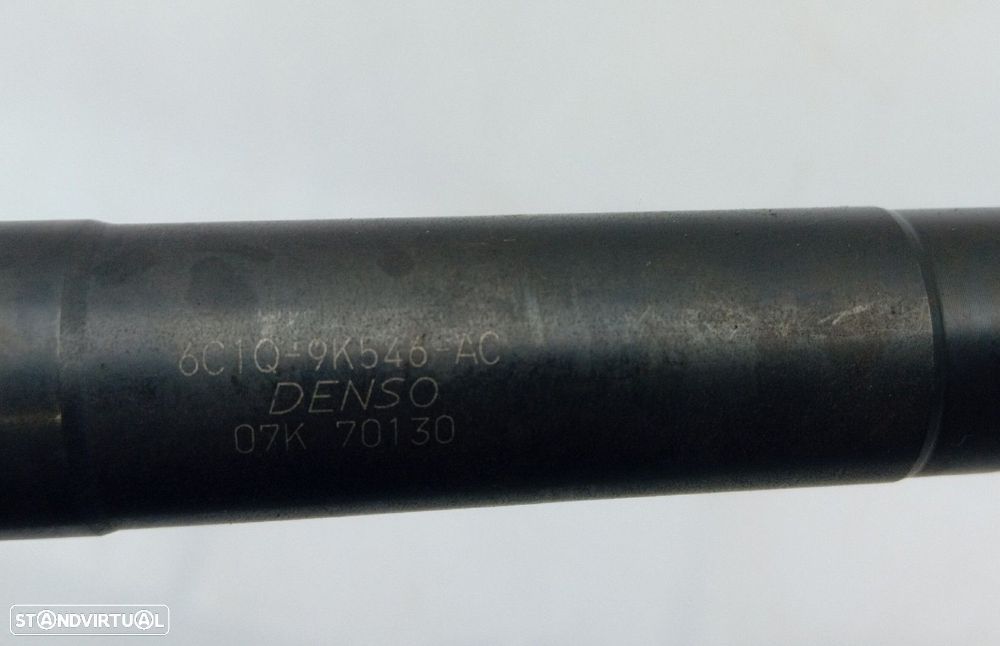 6C1Q-9K546-AC
DENSO
07K 70130
STANDVIRTUAL